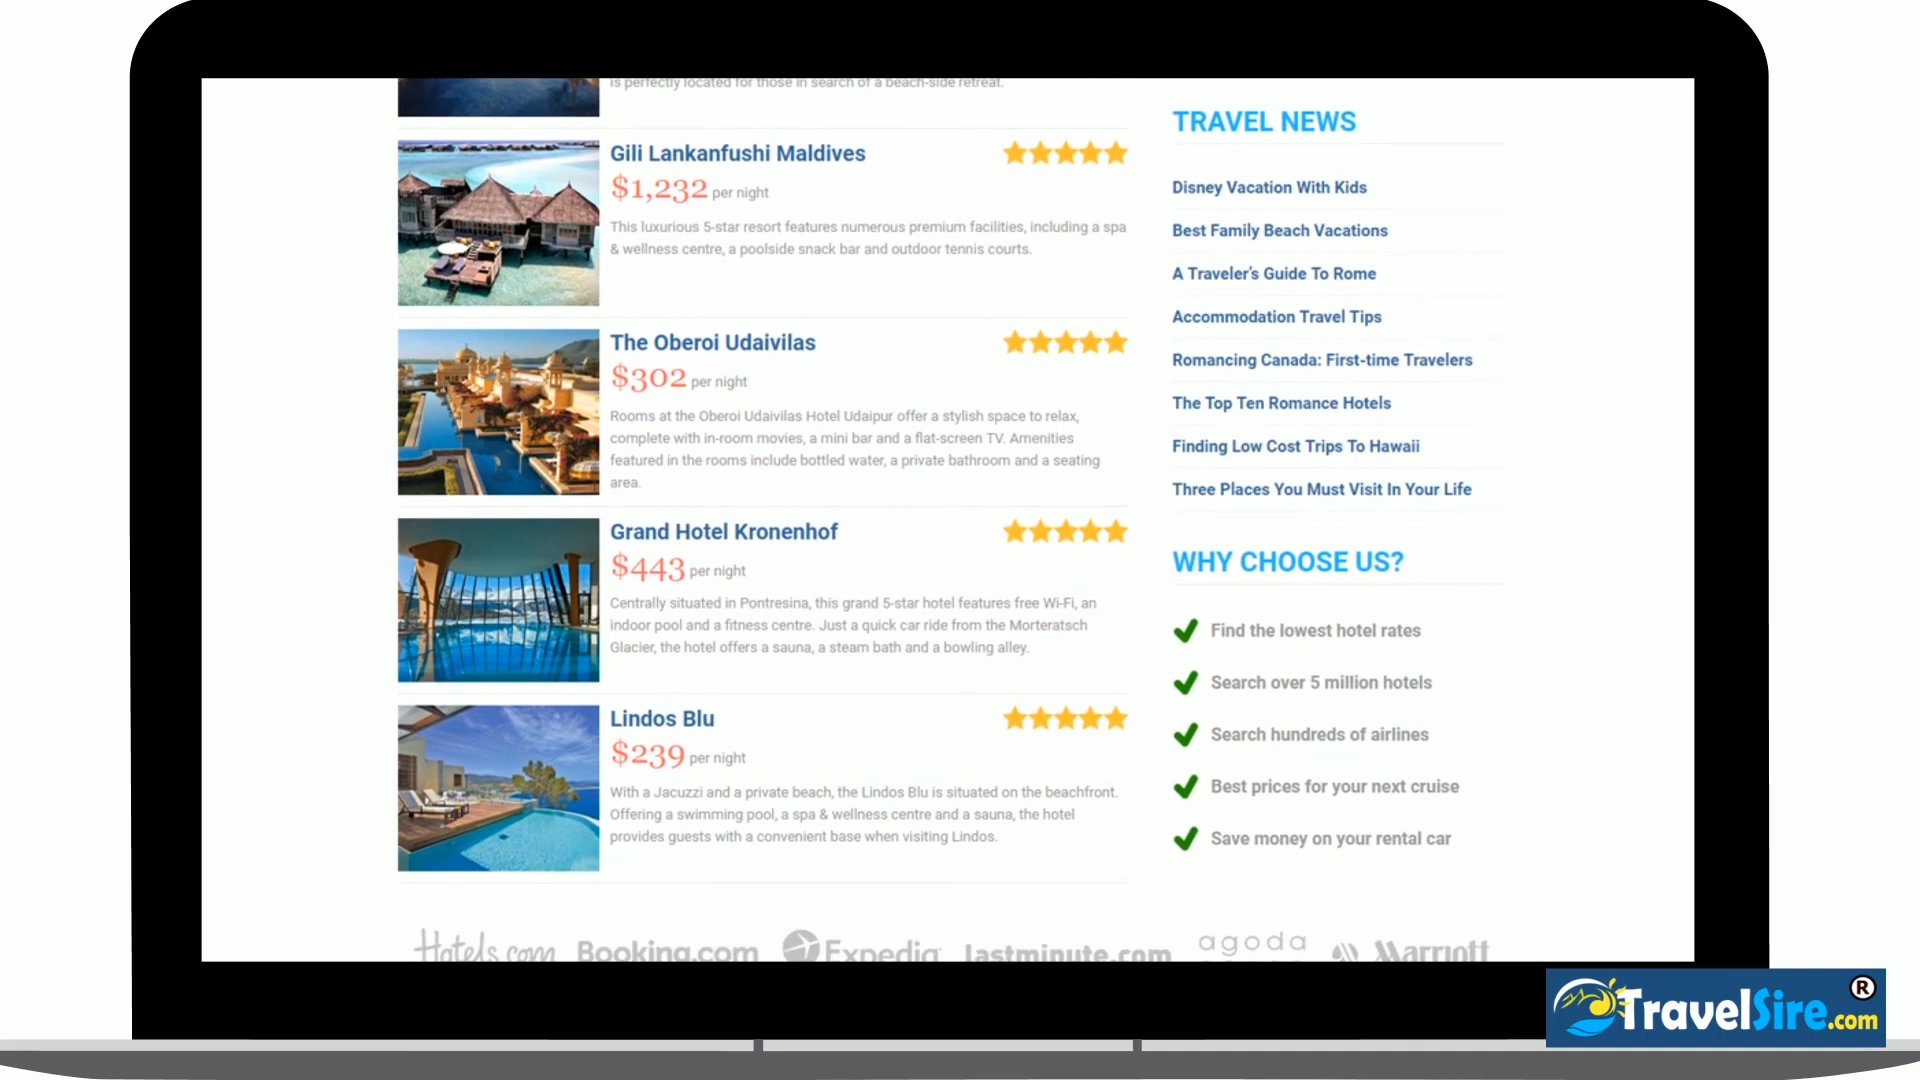 is perfectly located for those in search of a beach-side retreat.
Gili Lankanfushi Maldives
$1,232 per night
This luxurious 5-star resort features numerous premium facilities, including a spa
& wellness centre, a poolside snack bar and outdoor tennis courts.
The Oberoi Udaivilas
$302 per night
Rooms at the Oberoi Udaivilas Hotel Udaipur offer a stylish space to relax,
complete with in-room movies, a mini bar and a flat-screen TV. Amenities
featured in the rooms include bottled water, a private bathroom and a seating
area.
Grand Hotel Kronenhof
$443 per night
Centrally situated in Pontresina, this grand 5-star hotel features free Wi-Fi, an
indoor pool and a fitness centre. Just a quick car ride from the Morteratsch
Glacier, the hotel offers a sauna, a steam bath and a bowling alley.
Lindos Blu
$239 per night
With a Jacuzzi and a private beach, the Lindos Blu is situated on the beachfront.
Offering a swimming pool, a spa & wellness centre and a sauna, the hotel
provides guests with a convenient base when visiting Lindos.
TRAVEL NEWS
Disney Vacation With Kids
Best Family Beach Vacations
A Traveler's Guide To Rome
Accommodation Travel Tips
Romancing Canada: First-time Travelers
The Top Ten Romance Hotels
Finding Low Cost Trips To Hawaii
Three Places You Must Visit In Your Life
WHY CHOOSE US?
Find the lowest hotel rates
Search over 5 million hotels
Search hundreds of airlines
Best prices for your next cruise
Save money on your rental car
Hotels.com Booking.com Expedia lastminute.com agoda Marriott
TravelSire.com ®